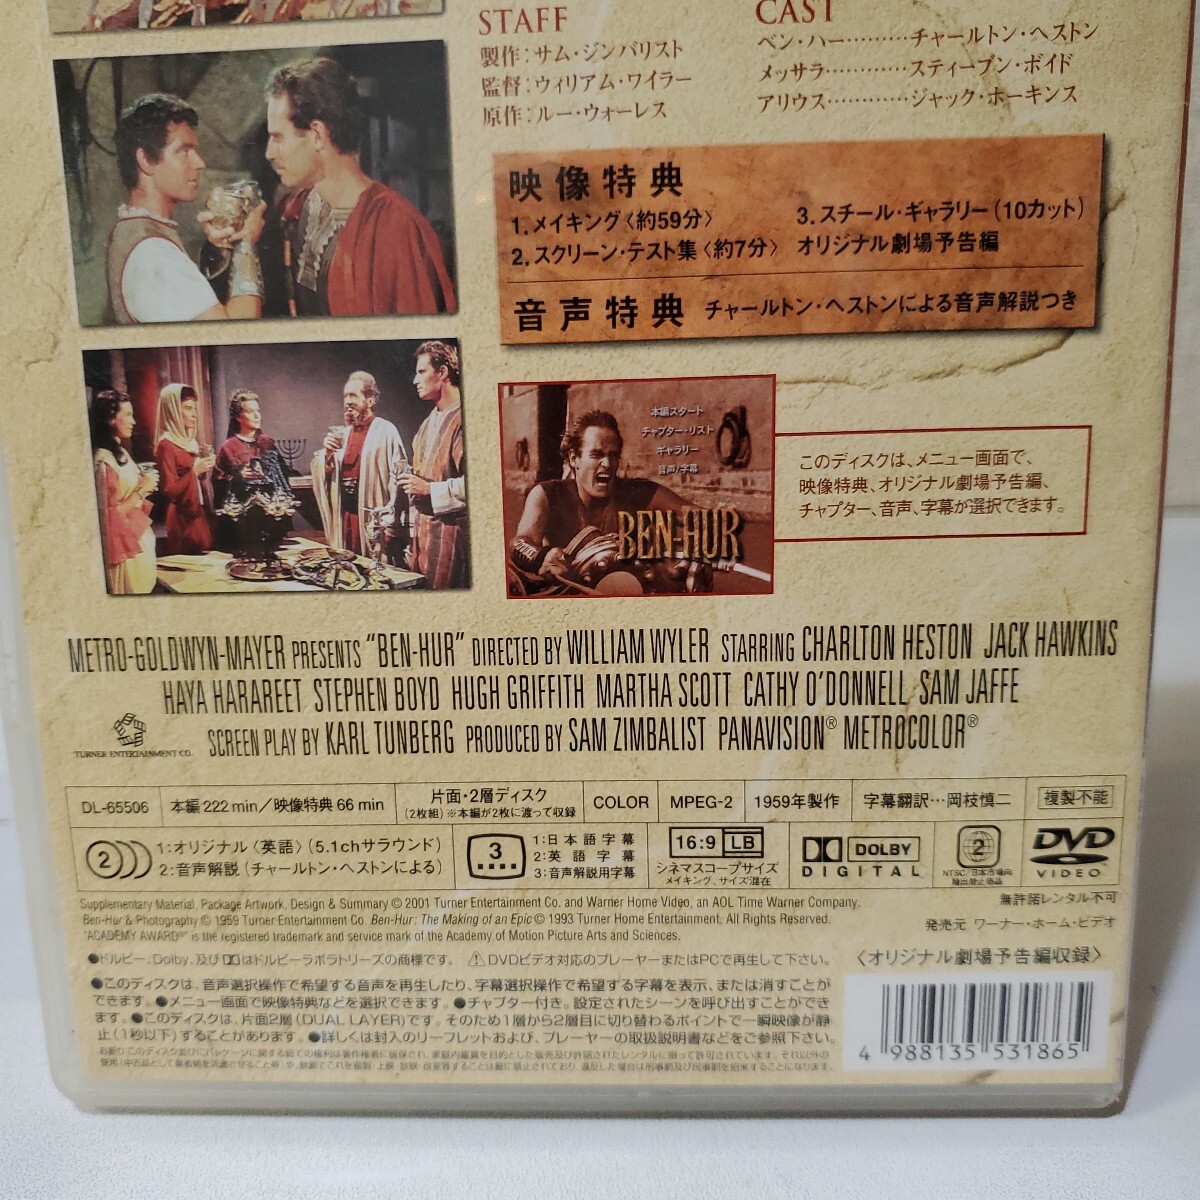 STAFF
製作：サム・ジンバリスト
監督：ウィリアム・ワイラー
原作：ルー・ウォーレス
CAST
ベン・ハー………チャールトン・ヘストン
メッサラ…………スティーブン・ボイド
アリウス…………ジャック・ホーキンス
映像特典
1. メイキング〈約59分〉
2. スクリーン・テスト集〈約7分〉
3. スチール・ギャラリー（10カット）
オリジナル劇場予告編
音声特典 チャールトン・ヘストンによる音声解説つき
本編スタート
チャプター・リスト
ギャラリー
音声/字幕
BEN-HUR
このディスクは、メニュー画面で、
映像特典、オリジナル劇場予告編、
チャプター、音声、字幕が選択できます。
METRO-GOLDWYN-MAYER PRESENTS "BEN-HUR" DIRECTED BY WILLIAM WYLER STARRING CHARLTON HESTON JACK HAWKINS
HAYA HARAREET STEPHEN BOYD HUGH GRIFFITH MARTHA SCOTT CATHY O'DONNELL SAM JAFFE
SCREEN PLAY BY KARL TUNBERG PRODUCED BY SAM ZIMBALIST PANAVISION® METROCOLOR®
TURNER ENTERTAINMENT CO.
DL-65506
本編 222 min／映像特典 66 min
片面・2層ディスク
（2枚組）※本編が2枚に渡って収録
COLOR
MPEG-2
1959年製作
字幕翻訳…岡枝慎二
複製不能
2
1：オリジナル〈英語〉（5.1chサラウンド）
2：音声解説（チャールトン・ヘストンによる）
3
1：日本語字幕
2：英語字幕
3：音声解説用字幕
16:9 LB
シネマスコープサイズ
メイキング、サイズ混在
DOLBY
DIGITAL
2
NTSC/日本市場向
輸出禁止商品
DVD
VIDEO
Supplementary Material, Package Artwork, Design & Summary © 2001 Turner Entertainment Co. and Warner Home Video, an AOL Time Warner Company.
Ben-Hur & Photography © 1959 Turner Entertainment Co. Ben-Hur: The Making of an Epic © 1993 Turner Home Entertainment. All Rights Reserved.
"ACADEMY AWARD®" is the registered trademark and service mark of the Academy of Motion Picture Arts and Sciences.
無許諾レンタル不可
発売元 ワーナー・ホーム・ビデオ
●ドルビー、Dolby、及びはドルビーラボラトリーズの商標です。 ⚠DVDビデオ対応のプレーヤーまたはPCで再生して下さい。
〈オリジナル劇場予告編収録〉
●このディスクは、音声選択操作で希望する音声を再生したり、字幕選択操作で希望する字幕を表示、または消すことが
できます。●メニュー画面で映像特典などを選択できます。●チャプター付き。設定されたシーンを呼び出すことができ
ます。●このディスクは、片面2層（DUAL LAYER）です。そのため1層から2層目に切り替わるポイントで一瞬映像が静
止（1秒以下）することがあります。●詳しくは封入のリーフレットおよび、プレーヤーの取扱説明書などをご参照下さい。
4 988135 531865